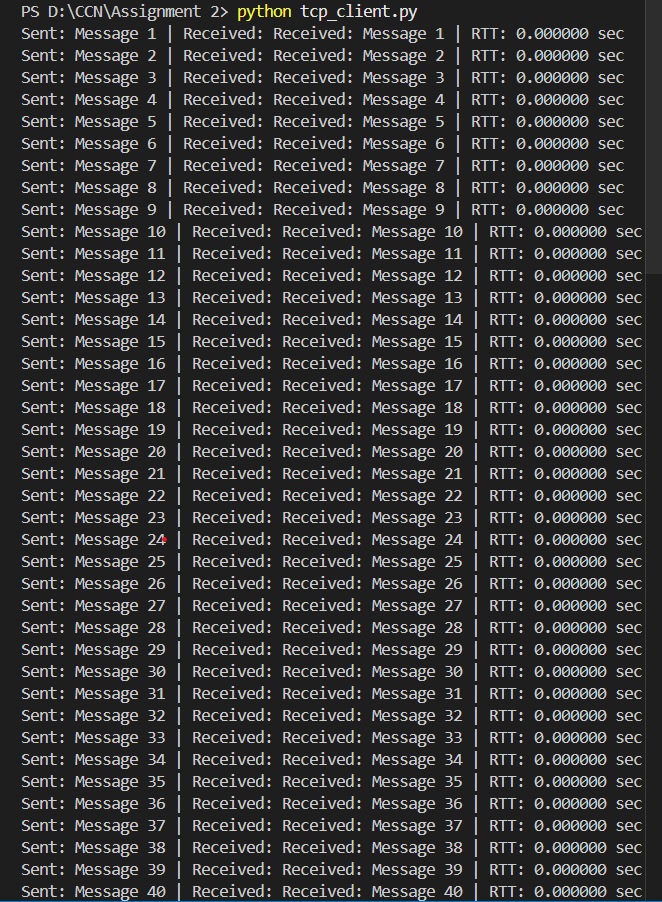 PS D:\CCN\Assignment 2> python tcp_client.py
Sent: Message 1 | Received: Received: Message 1 | RTT: 0.000000 sec
Sent: Message 2 | Received: Received: Message 2 | RTT: 0.000000 sec
Sent: Message 3 | Received: Received: Message 3 | RTT: 0.000000 sec
Sent: Message 4 | Received: Received: Message 4 | RTT: 0.000000 sec
Sent: Message 5 | Received: Received: Message 5 | RTT: 0.000000 sec
Sent: Message 6 | Received: Received: Message 6 | RTT: 0.000000 sec
Sent: Message 7 | Received: Received: Message 7 | RTT: 0.000000 sec
Sent: Message 8 | Received: Received: Message 8 | RTT: 0.000000 sec
Sent: Message 9 | Received: Received: Message 9 | RTT: 0.000000 sec
Sent: Message 10 | Received: Received: Message 10 | RTT: 0.000000 sec
Sent: Message 11 | Received: Received: Message 11 | RTT: 0.000000 sec
Sent: Message 12 | Received: Received: Message 12 | RTT: 0.000000 sec
Sent: Message 13 | Received: Received: Message 13 | RTT: 0.000000 sec
Sent: Message 14 | Received: Received: Message 14 | RTT: 0.000000 sec
Sent: Message 15 | Received: Received: Message 15 | RTT: 0.000000 sec
Sent: Message 16 | Received: Received: Message 16 | RTT: 0.000000 sec
Sent: Message 17 | Received: Received: Message 17 | RTT: 0.000000 sec
Sent: Message 18 | Received: Received: Message 18 | RTT: 0.000000 sec
Sent: Message 19 | Received: Received: Message 19 | RTT: 0.000000 sec
Sent: Message 20 | Received: Received: Message 20 | RTT: 0.000000 sec
Sent: Message 21 | Received: Received: Message 21 | RTT: 0.000000 sec
Sent: Message 22 | Received: Received: Message 22 | RTT: 0.000000 sec
Sent: Message 23 | Received: Received: Message 23 | RTT: 0.000000 sec
Sent: Message 24 | Received: Received: Message 24 | RTT: 0.000000 sec
Sent: Message 25 | Received: Received: Message 25 | RTT: 0.000000 sec
Sent: Message 26 | Received: Received: Message 26 | RTT: 0.000000 sec
Sent: Message 27 | Received: Received: Message 27 | RTT: 0.000000 sec
Sent: Message 28 | Received: Received: Message 28 | RTT: 0.000000 sec
Sent: Message 29 | Received: Received: Message 29 | RTT: 0.000000 sec
Sent: Message 30 | Received: Received: Message 30 | RTT: 0.000000 sec
Sent: Message 31 | Received: Received: Message 31 | RTT: 0.000000 sec
Sent: Message 32 | Received: Received: Message 32 | RTT: 0.000000 sec
Sent: Message 33 | Received: Received: Message 33 | RTT: 0.000000 sec
Sent: Message 34 | Received: Received: Message 34 | RTT: 0.000000 sec
Sent: Message 35 | Received: Received: Message 35 | RTT: 0.000000 sec
Sent: Message 36 | Received: Received: Message 36 | RTT: 0.000000 sec
Sent: Message 37 | Received: Received: Message 37 | RTT: 0.000000 sec
Sent: Message 38 | Received: Received: Message 38 | RTT: 0.000000 sec
Sent: Message 39 | Received: Received: Message 39 | RTT: 0.000000 sec
Sent: Message 40 | Received: Received: Message 40 | RTT: 0.000000 sec